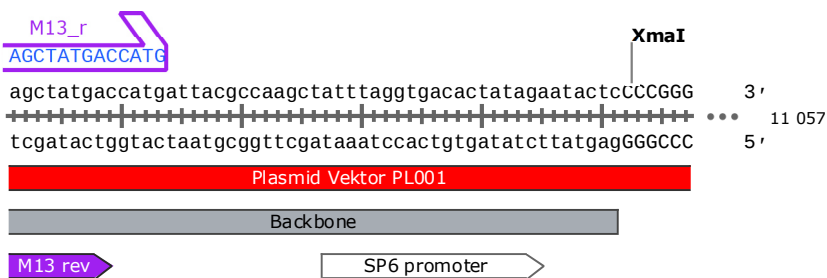 M13_r
XmaI
AGCTATGACCATG
agctatgaccatgattacgccaagctatttaggtgacactatagaatactcCCCGGG 3′
••• 11 057
tcgatactggtactaatgcggttcgataaatccactgtgatatcttatgagGGGCCC 5′
Plasmid Vektor PL001
Backbone
M13 rev SP6 promoter